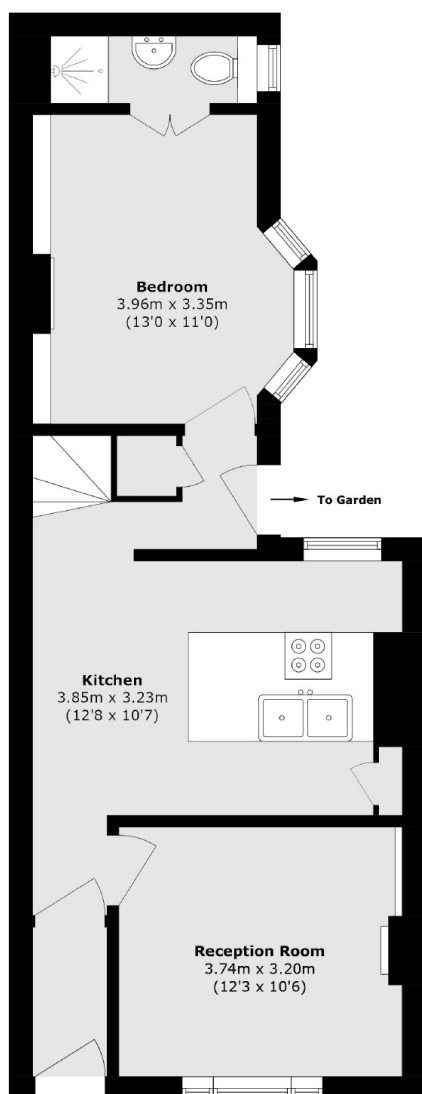 Bedroom
3.96m x 3.35m
(13'0 x 11'0)
To Garden
Kitchen
3.85m x 3.23m
(12'8 x 10'7)
Reception Room
3.74m x 3.20m
(12'3 x 10'6)